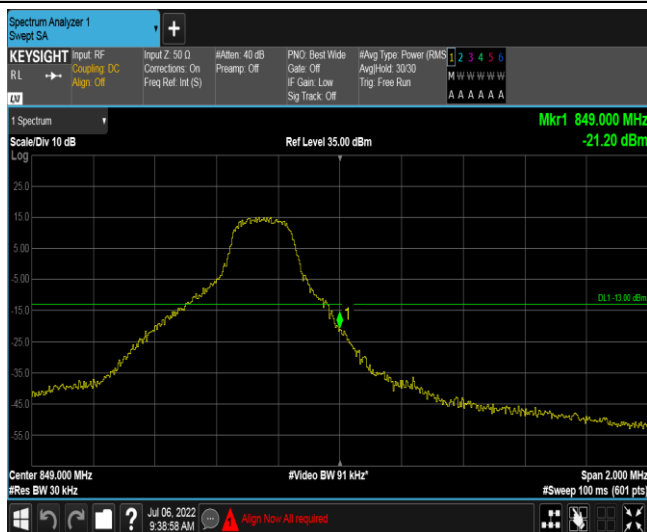 Spectrum Analyzer 1
Swept SA
+
KEYSIGHT
RL
Input: RF
Coupling: DC
Align: Off
Input Z: 50 Ω
Corrections: On
Freq Ref: Int (S)
#Atten: 40 dB
Preamp: Off
PNO: Best Wide
Gate: Off
IF Gain: Low
Sig Track: Off
#Avg Type: Power (RMS
Avg|Hold: 30/30
Trig: Free Run
1 2 3 4 5 6
M W W W W W
A A A A A A
LXI
1 Spectrum
Scale/Div 10 dB
Ref Level 35.00 dBm
Mkr1 849.000 MHz
-21.20 dBm
Log
25.0
15.0
5.00
-5.00
DL1 -13.00 dBm
-15.0
1
-25.0
-35.0
-45.0
-55.0
Center 849.000 MHz
#Video BW 91 kHz*
Span 2.000 MHz
#Res BW 30 kHz
#Sweep 100 ms (601 pts)
?
Jul 06, 2022
9:38:58 AM
Align Now All required